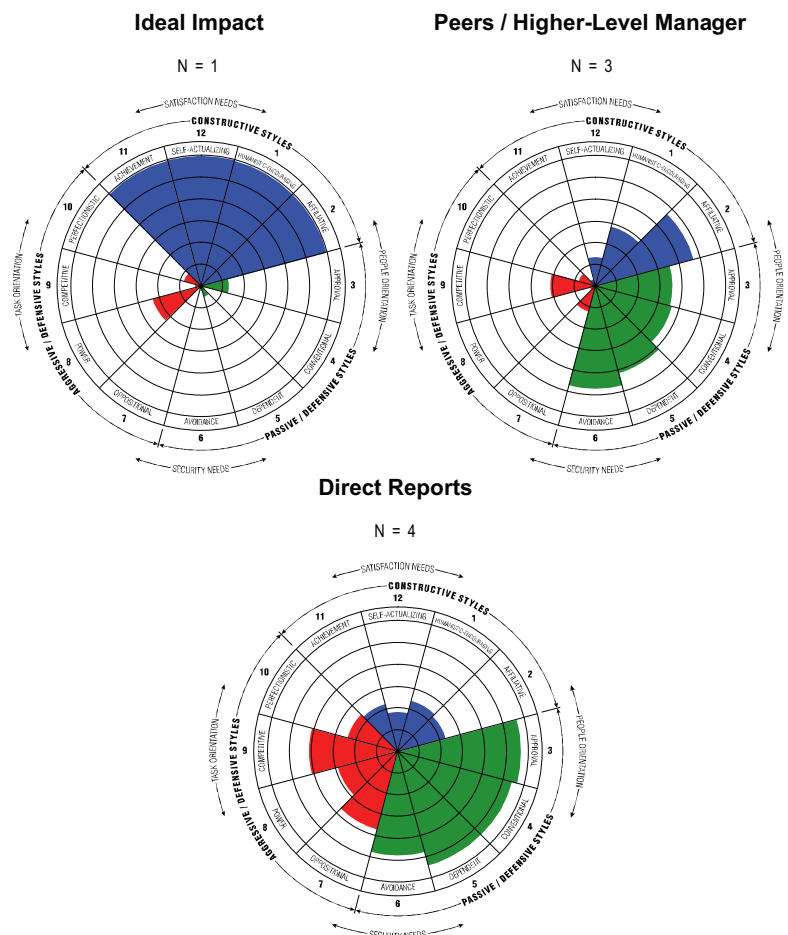 Ideal Impact
N = 1
SATISFACTION NEEDS
CONSTRUCTIVE STYLES
12
SELF-ACTUALIZING
1
HUMANISTIC-ENCOURAGING
2
AFFILIATIVE
PEOPLE ORIENTATION
3
APPROVAL
4
CONVENTIONAL
PASSIVE / DEFENSIVE STYLES
5
DEPENDENT
6
AVOIDANCE
SECURITY NEEDS
7
OPPOSITIONAL
8
POWER
AGGRESSIVE / DEFENSIVE STYLES
TASK ORIENTATION
9
COMPETITIVE
10
PERFECTIONISTIC
11
ACHIEVEMENT
Peers / Higher-Level Manager
N = 3
SATISFACTION NEEDS
CONSTRUCTIVE STYLES
12
SELF-ACTUALIZING
1
HUMANISTIC-ENCOURAGING
2
AFFILIATIVE
PEOPLE ORIENTATION
3
APPROVAL
4
CONVENTIONAL
PASSIVE / DEFENSIVE STYLES
5
DEPENDENT
6
AVOIDANCE
SECURITY NEEDS
7
OPPOSITIONAL
8
POWER
AGGRESSIVE / DEFENSIVE STYLES
TASK ORIENTATION
9
COMPETITIVE
10
PERFECTIONISTIC
11
ACHIEVEMENT
Direct Reports
N = 4
SATISFACTION NEEDS
CONSTRUCTIVE STYLES
12
SELF-ACTUALIZING
1
HUMANISTIC-ENCOURAGING
2
AFFILIATIVE
PEOPLE ORIENTATION
3
APPROVAL
4
CONVENTIONAL
PASSIVE / DEFENSIVE STYLES
5
DEPENDENT
6
AVOIDANCE
SECURITY NEEDS
7
OPPOSITIONAL
8
POWER
AGGRESSIVE / DEFENSIVE STYLES
TASK ORIENTATION
9
COMPETITIVE
10
PERFECTIONISTIC
11
ACHIEVEMENT